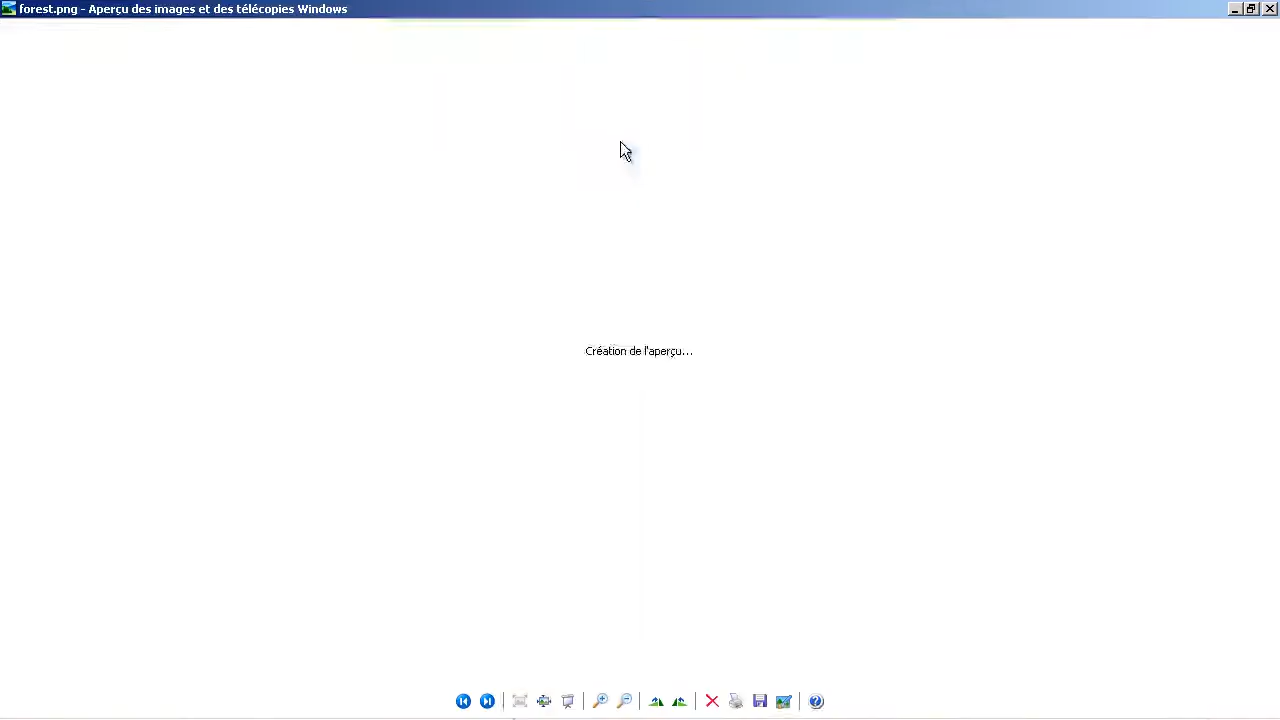 forest.png - Aperçu des images et des télécopies Windows
Création de l'aperçu...